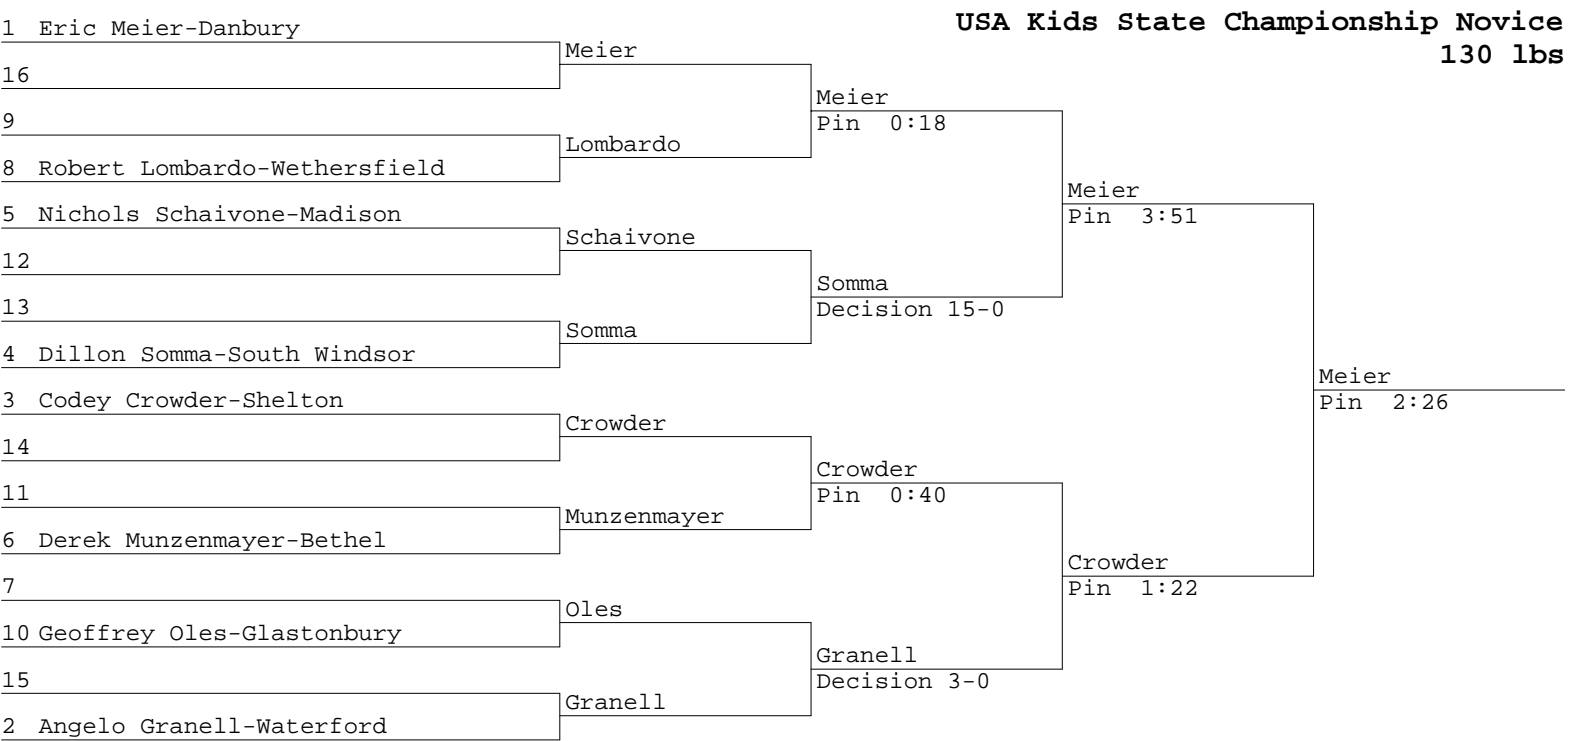 USA Kids State Championship Novice
130 lbs
1 Eric Meier-Danbury
16
9
8 Robert Lombardo-Wethersfield
5 Nichols Schaivone-Madison
12
13
4 Dillon Somma-South Windsor
3 Codey Crowder-Shelton
14
11
6 Derek Munzenmayer-Bethel
7
10 Geoffrey Oles-Glastonbury
15
2 Angelo Granell-Waterford
Meier
Lombardo
Schaivone
Somma
Crowder
Munzenmayer
Oles
Granell
Meier
Pin 0:18
Somma
Decision 15-0
Crowder
Pin 0:40
Granell
Decision 3-0
Meier
Pin 3:51
Crowder
Pin 1:22
Meier
Pin 2:26